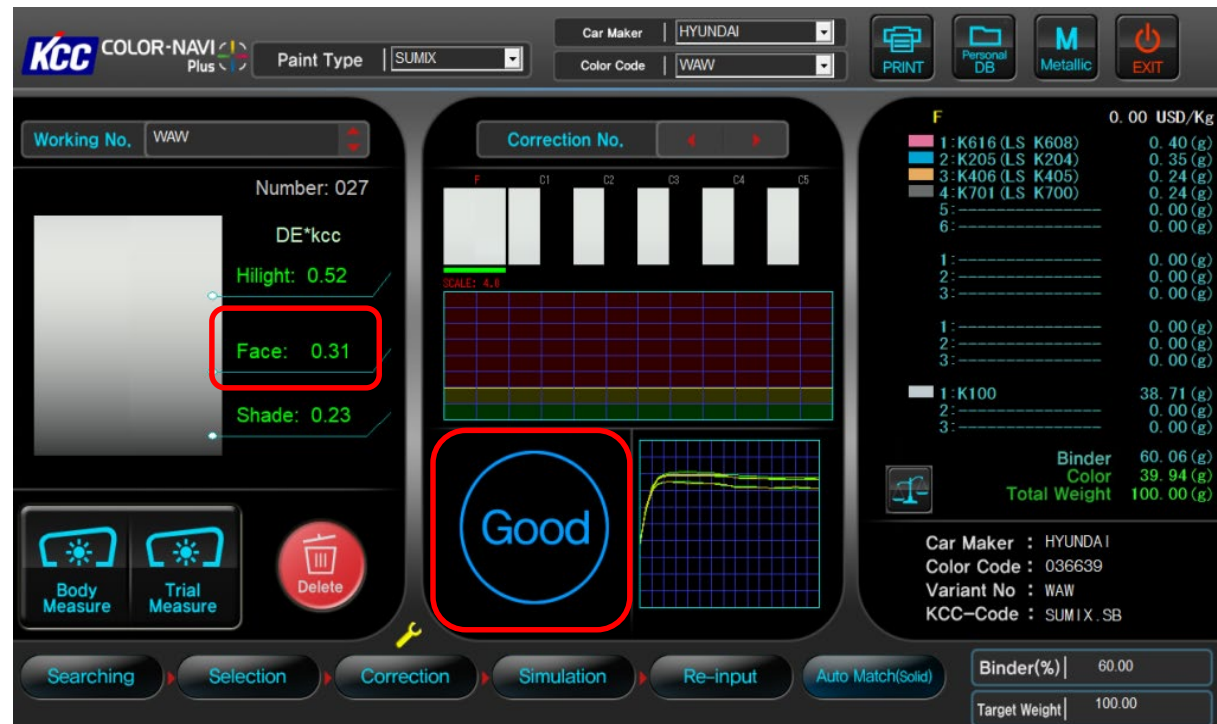 KCC COLOR-NAVI Plus
Paint Type SUMIX
Car Maker HYUNDAI
Color Code WAW
PRINT
Personal DB
M Metallic
EXIT
Working No. WAW
Number: 027
DE*kcc
Hilight: 0.52
Face: 0.31
Shade: 0.23
Body Measure
Trial Measure
Delete
Correction No.
F C1 C2 C3 C4 C5
SCALE: 4.0
Good
F 0.00 USD/Kg
1:K616(LS K608) 0.40(g)
2:K205(LS K204) 0.35(g)
3:K406(LS K405) 0.24(g)
4:K701(LS K700) 0.24(g)
5: 0.00(g)
6: 0.00(g)
1: 0.00(g)
2: 0.00(g)
3: 0.00(g)
1: 0.00(g)
2: 0.00(g)
3: 0.00(g)
1:K100 38.71(g)
2: 0.00(g)
3: 0.00(g)
Binder 60.06(g)
Color 39.94(g)
Total Weight 100.00(g)
Car Maker : HYUNDAI
Color Code : 036639
Variant No : WAW
KCC-Code : SUMIX.SB
Searching
Selection
Correction
Simulation
Re-input
Auto Match(Solid)
Binder(%) 60.00
Target Weight 100.00